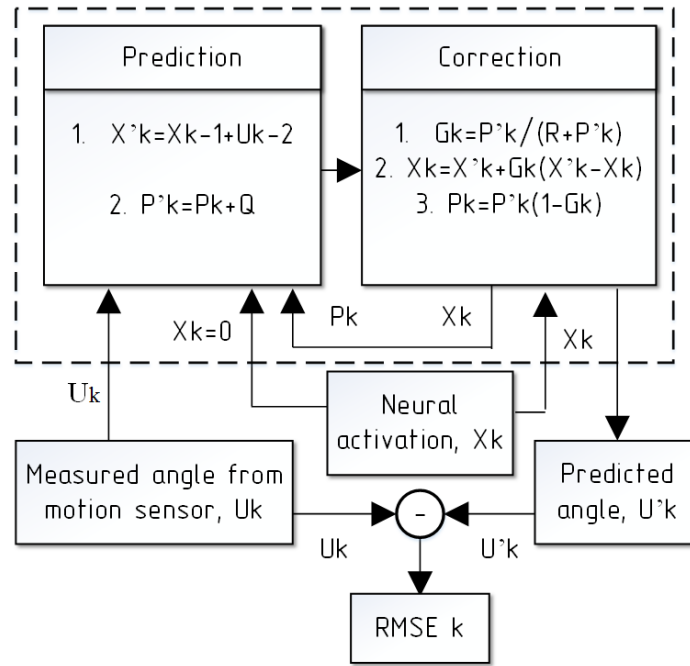 Prediction
1. X'k=Xk-1+Uk-2
2. P'k=Pk+Q
Correction
1. Gk=P'k/(R+P'k)
2. Xk=X'k+Gk(X'k-Xk)
3. Pk=P'k(1-Gk)
Xk=0
Pk
Xk
Xk
Uk
Neural
activation, Xk
Measured angle from
motion sensor, Uk
-
Predicted
angle, U'k
Uk
U'k
RMSE k